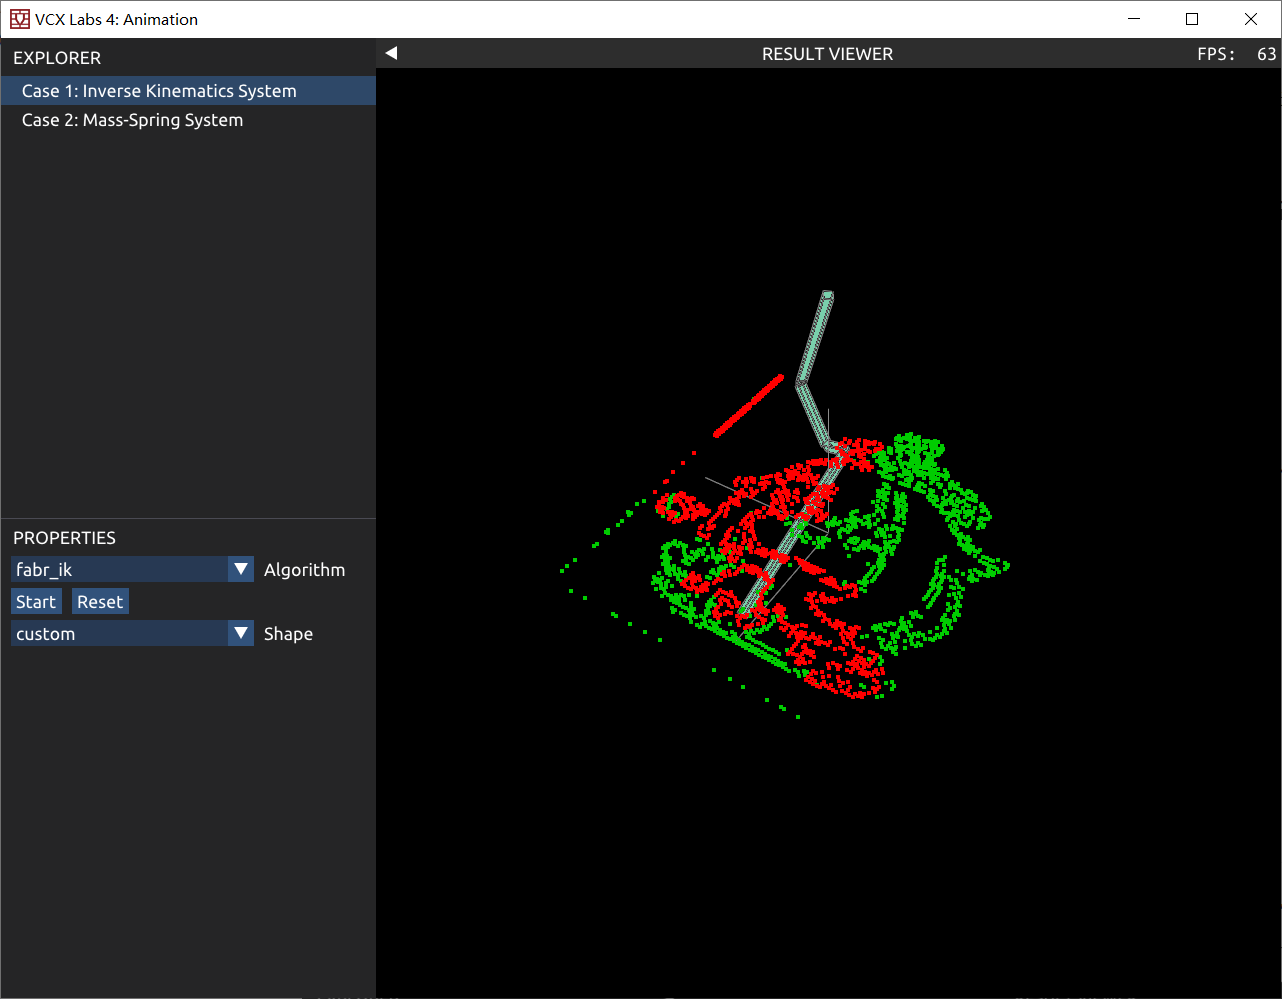 VCX Labs 4: Animation
EXPLORER
RESULT VIEWER
FPS: 63
Case 1: Inverse Kinematics System
Case 2: Mass-Spring System
PROPERTIES
fabr_ik Algorithm
Start Reset
custom Shape